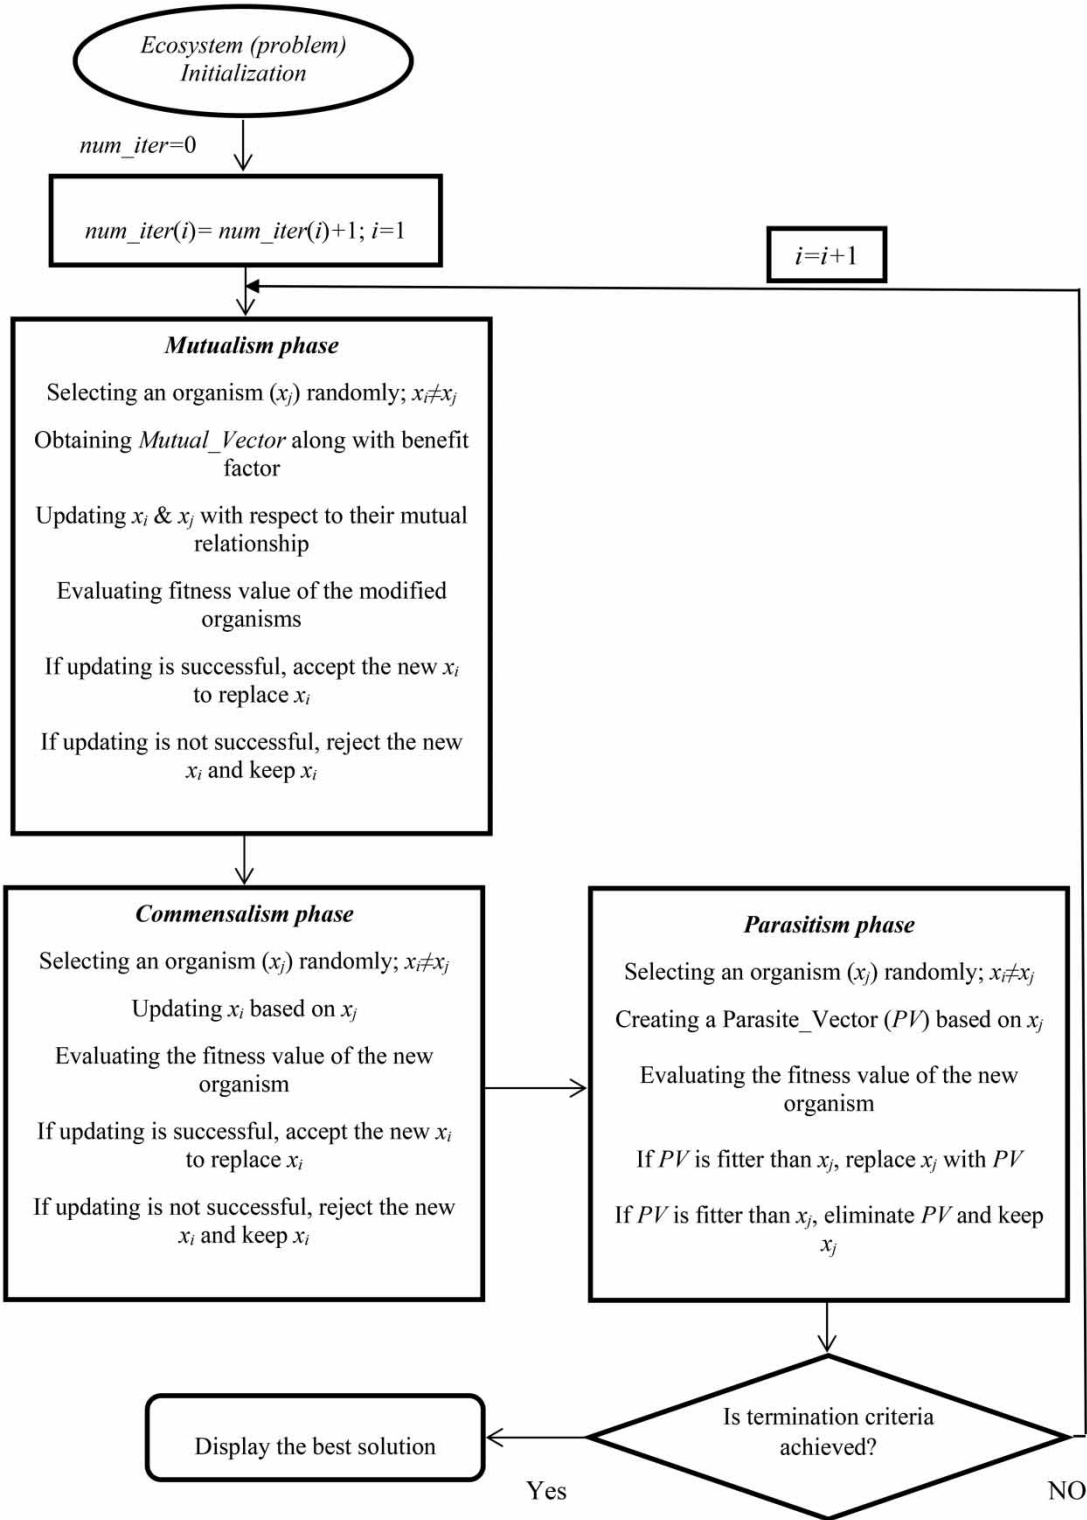 Ecosystem (problem)
Initialization
num_iter=0
num_iter(i)= num_iter(i)+1; i=1
i=i+1
Mutualism phase
Selecting an organism (xj) randomly; xi≠xj
Obtaining Mutual_Vector along with benefit
factor
Updating xi & xj with respect to their mutual
relationship
Evaluating fitness value of the modified
organisms
If updating is successful, accept the new xi
to replace xi
If updating is not successful, reject the new
xi and keep xi
Commensalism phase
Selecting an organism (xj) randomly; xi≠xj
Updating xi based on xj
Evaluating the fitness value of the new
organism
If updating is successful, accept the new xi
to replace xi
If updating is not successful, reject the new
xi and keep xi
Parasitism phase
Selecting an organism (xj) randomly; xi≠xj
Creating a Parasite_Vector (PV) based on xj
Evaluating the fitness value of the new
organism
If PV is fitter than xj, replace xj with PV
If PV is fitter than xj, eliminate PV and keep
xj
Is termination criteria
achieved?
Display the best solution
Yes
NO